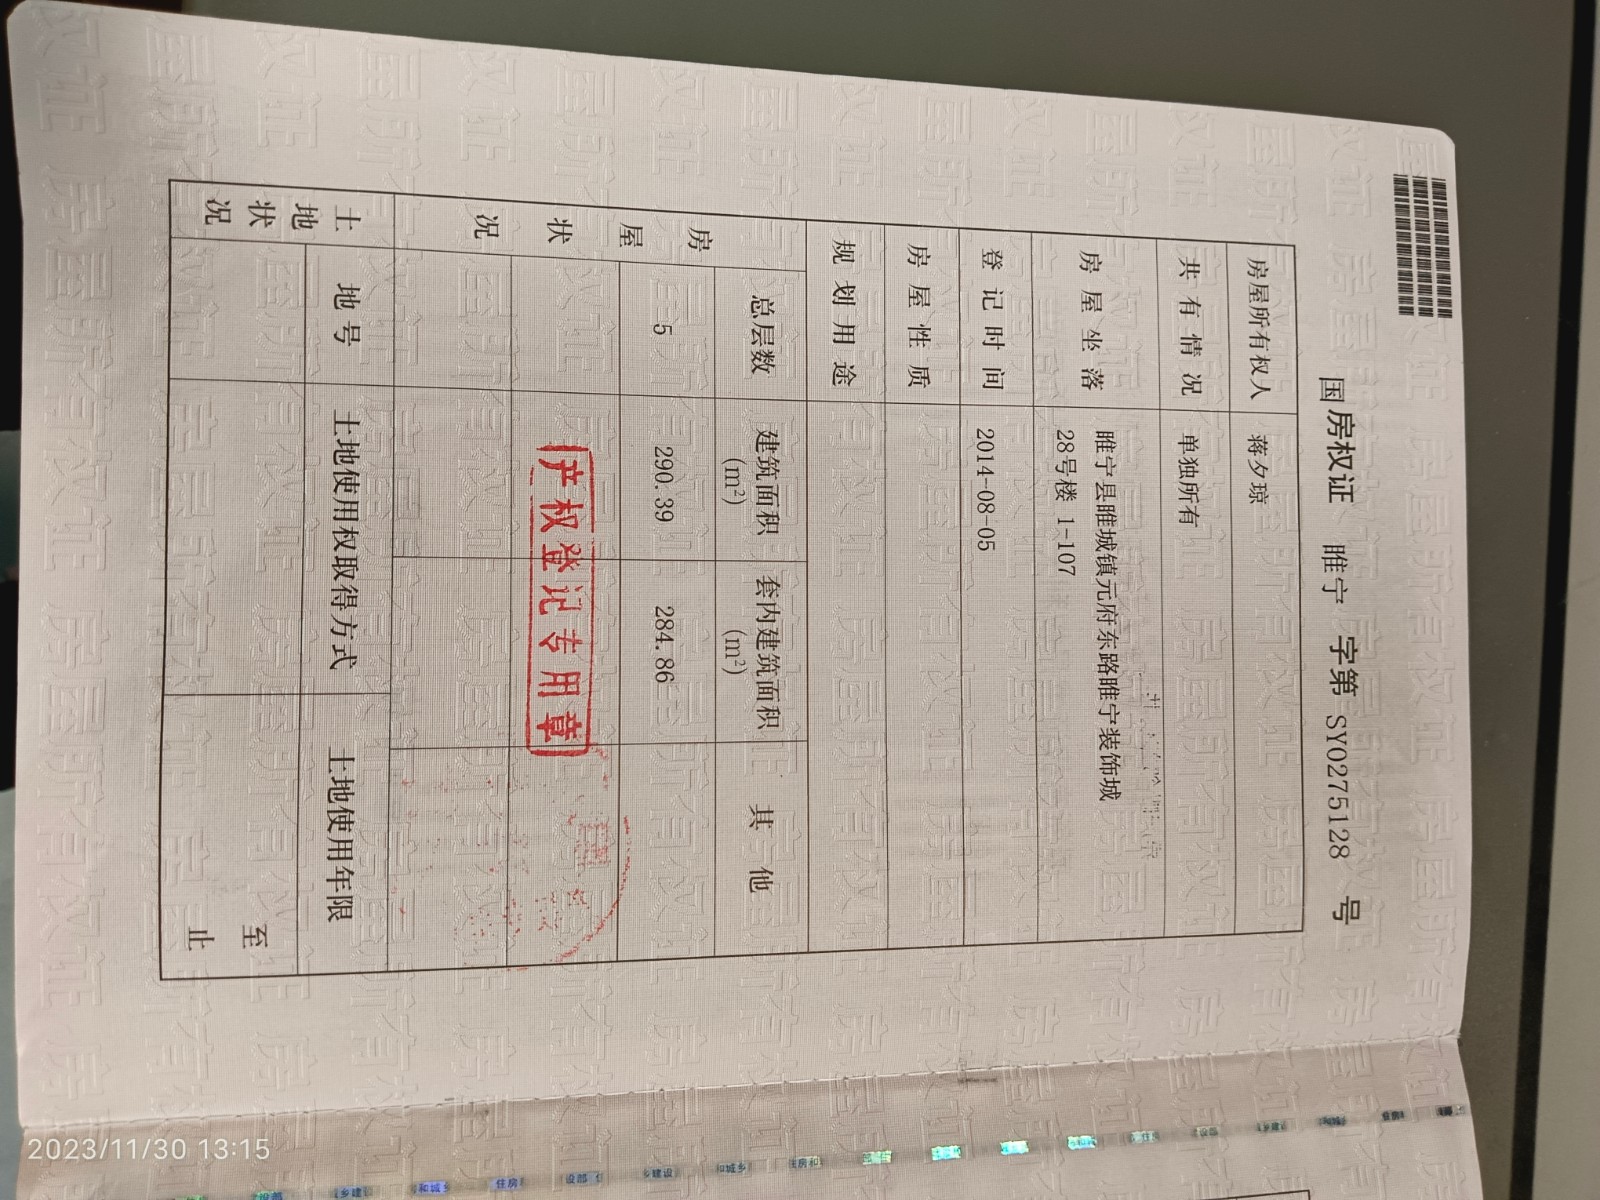 国 房权证 睢宁 字第 SY0275128 号
房屋所有权人 蒋夕琼
共有情况 单独所有
房屋坐落 睢宁县睢城镇元府东路睢宁装饰城
28号楼 1-107
登记时间 2014-08-05
房屋性质
规划用途
房屋状况
总层数 建筑面积 (m²) 套内建筑面积 (m²) 其他
5 290.39 284.86
产权登记专用章
土地状况
地号 土地使用权取得方式 土地使用年限
至
止
2023/11/30 13:15